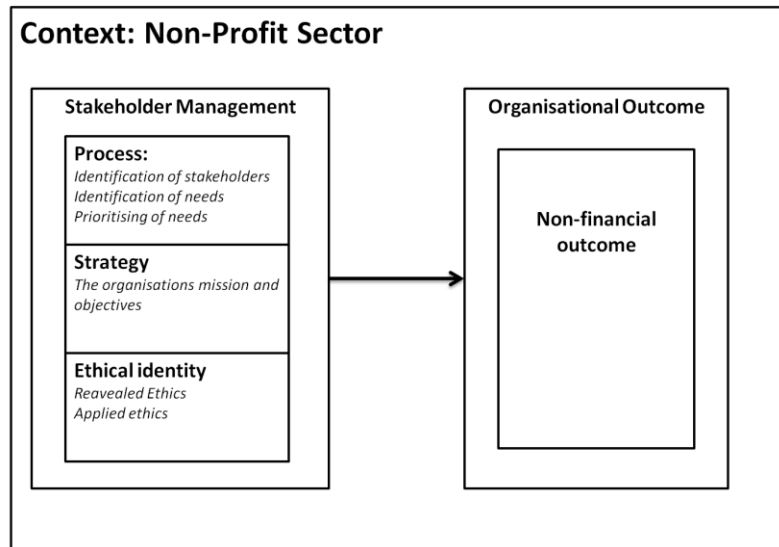 Context: Non-Profit Sector
Stakeholder Management
Process:
Identification of stakeholders
Identification of needs
Prioritising of needs
Strategy
The organisations mission and
objectives
Ethical identity
Reavealed Ethics
Applied ethics
Organisational Outcome
Non-financial
outcome